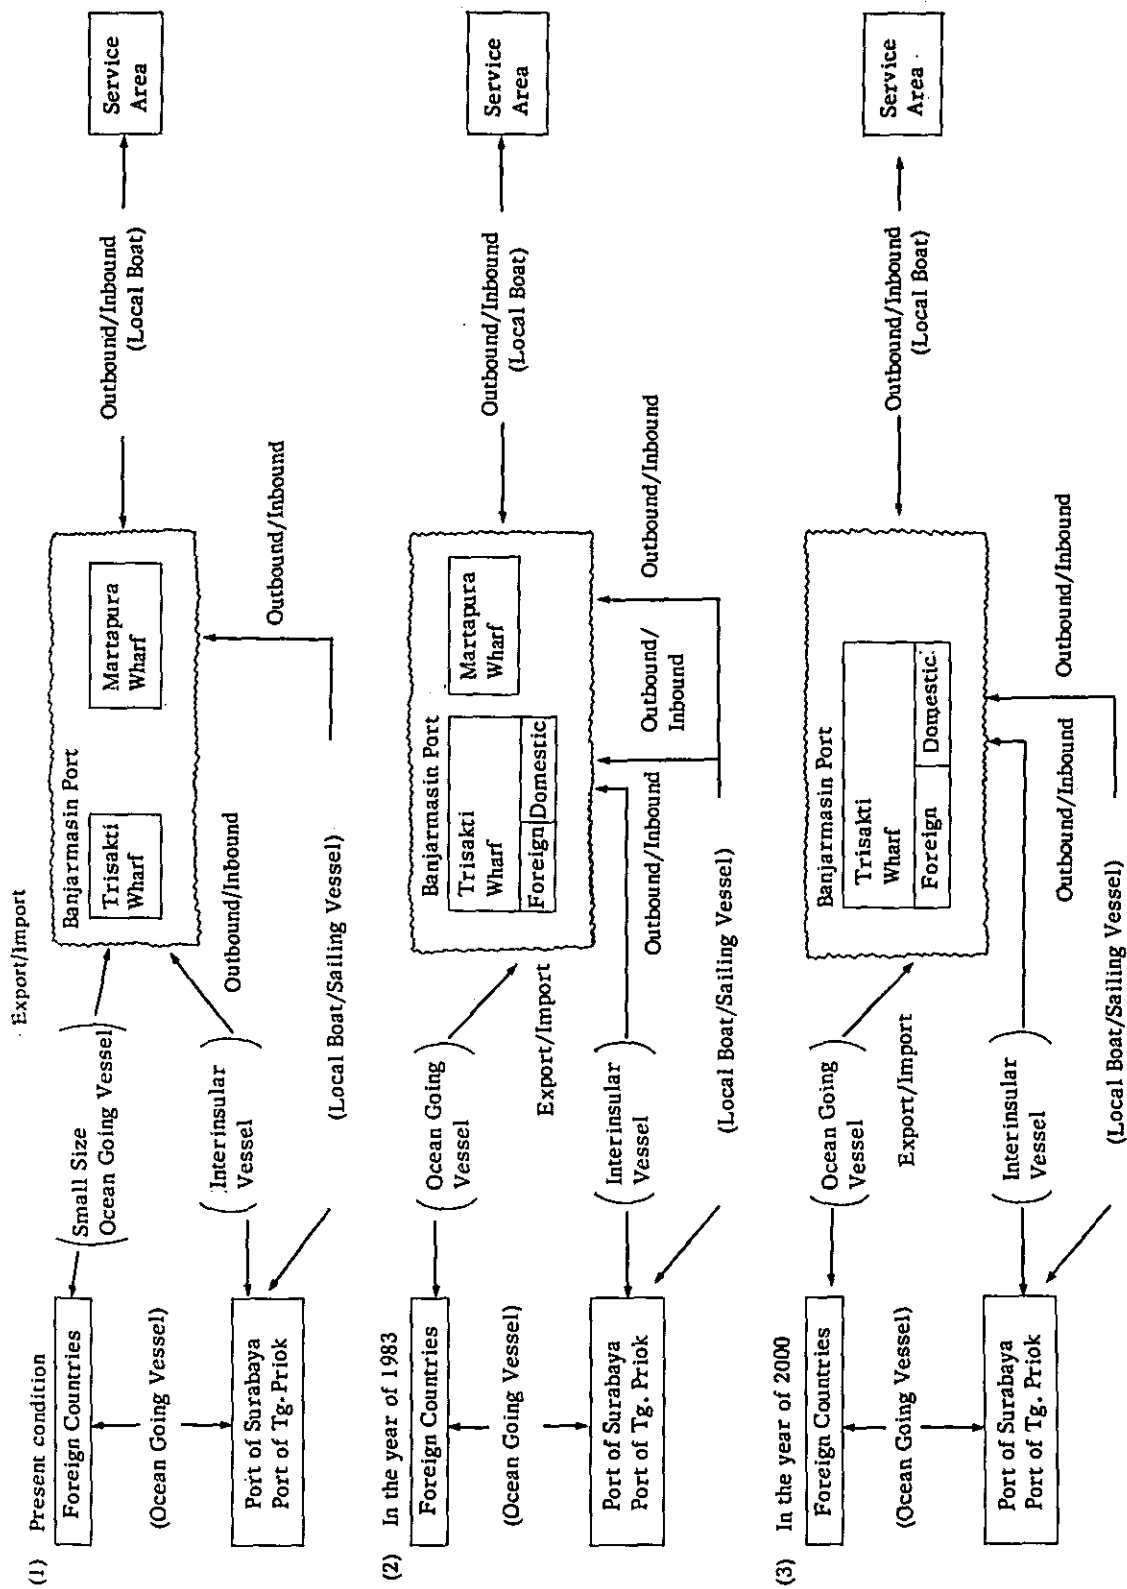 (1) Present condition
Foreign Countries
(Ocean Going Vessel)
Port of Surabaya
Port of Tg. Priok
Small Size
Ocean Going Vessel
Export/Import
Interinsular
Vessel
Outbound/Inbound
(Local Boat/Sailing Vessel)
Outbound/Inbound
Banjarmasin Port
Trisakti
Wharf
Martapura
Wharf
Outbound/Inbound
(Local Boat)
Service
Area
(2) In the year of 1983
Foreign Countries
(Ocean Going Vessel)
Port of Surabaya
Port of Tg. Priok
Ocean Going
Vessel
Export/Import
Interinsular
Vessel
Outbound/Inbound
(Local Boat/Sailing Vessel)
Outbound/
Inbound
Outbound/Inbound
Banjarmasin Port
Trisakti
Wharf
Foreign
Domestic
Martapura
Wharf
Outbound/Inbound
(Local Boat)
Service
Area
(3) In the year of 2000
Foreign Countries
(Ocean Going Vessel)
Port of Surabaya
Port of Tg. Priok
Ocean Going
Vessel
Export/Import
Interinsular
Vessel
Outbound/Inbound
(Local Boat/Sailing Vessel)
Outbound/Inbound
Banjarmasin Port
Trisakti
Wharf
Foreign
Domestic
Outbound/Inbound
(Local Boat)
Service
Area